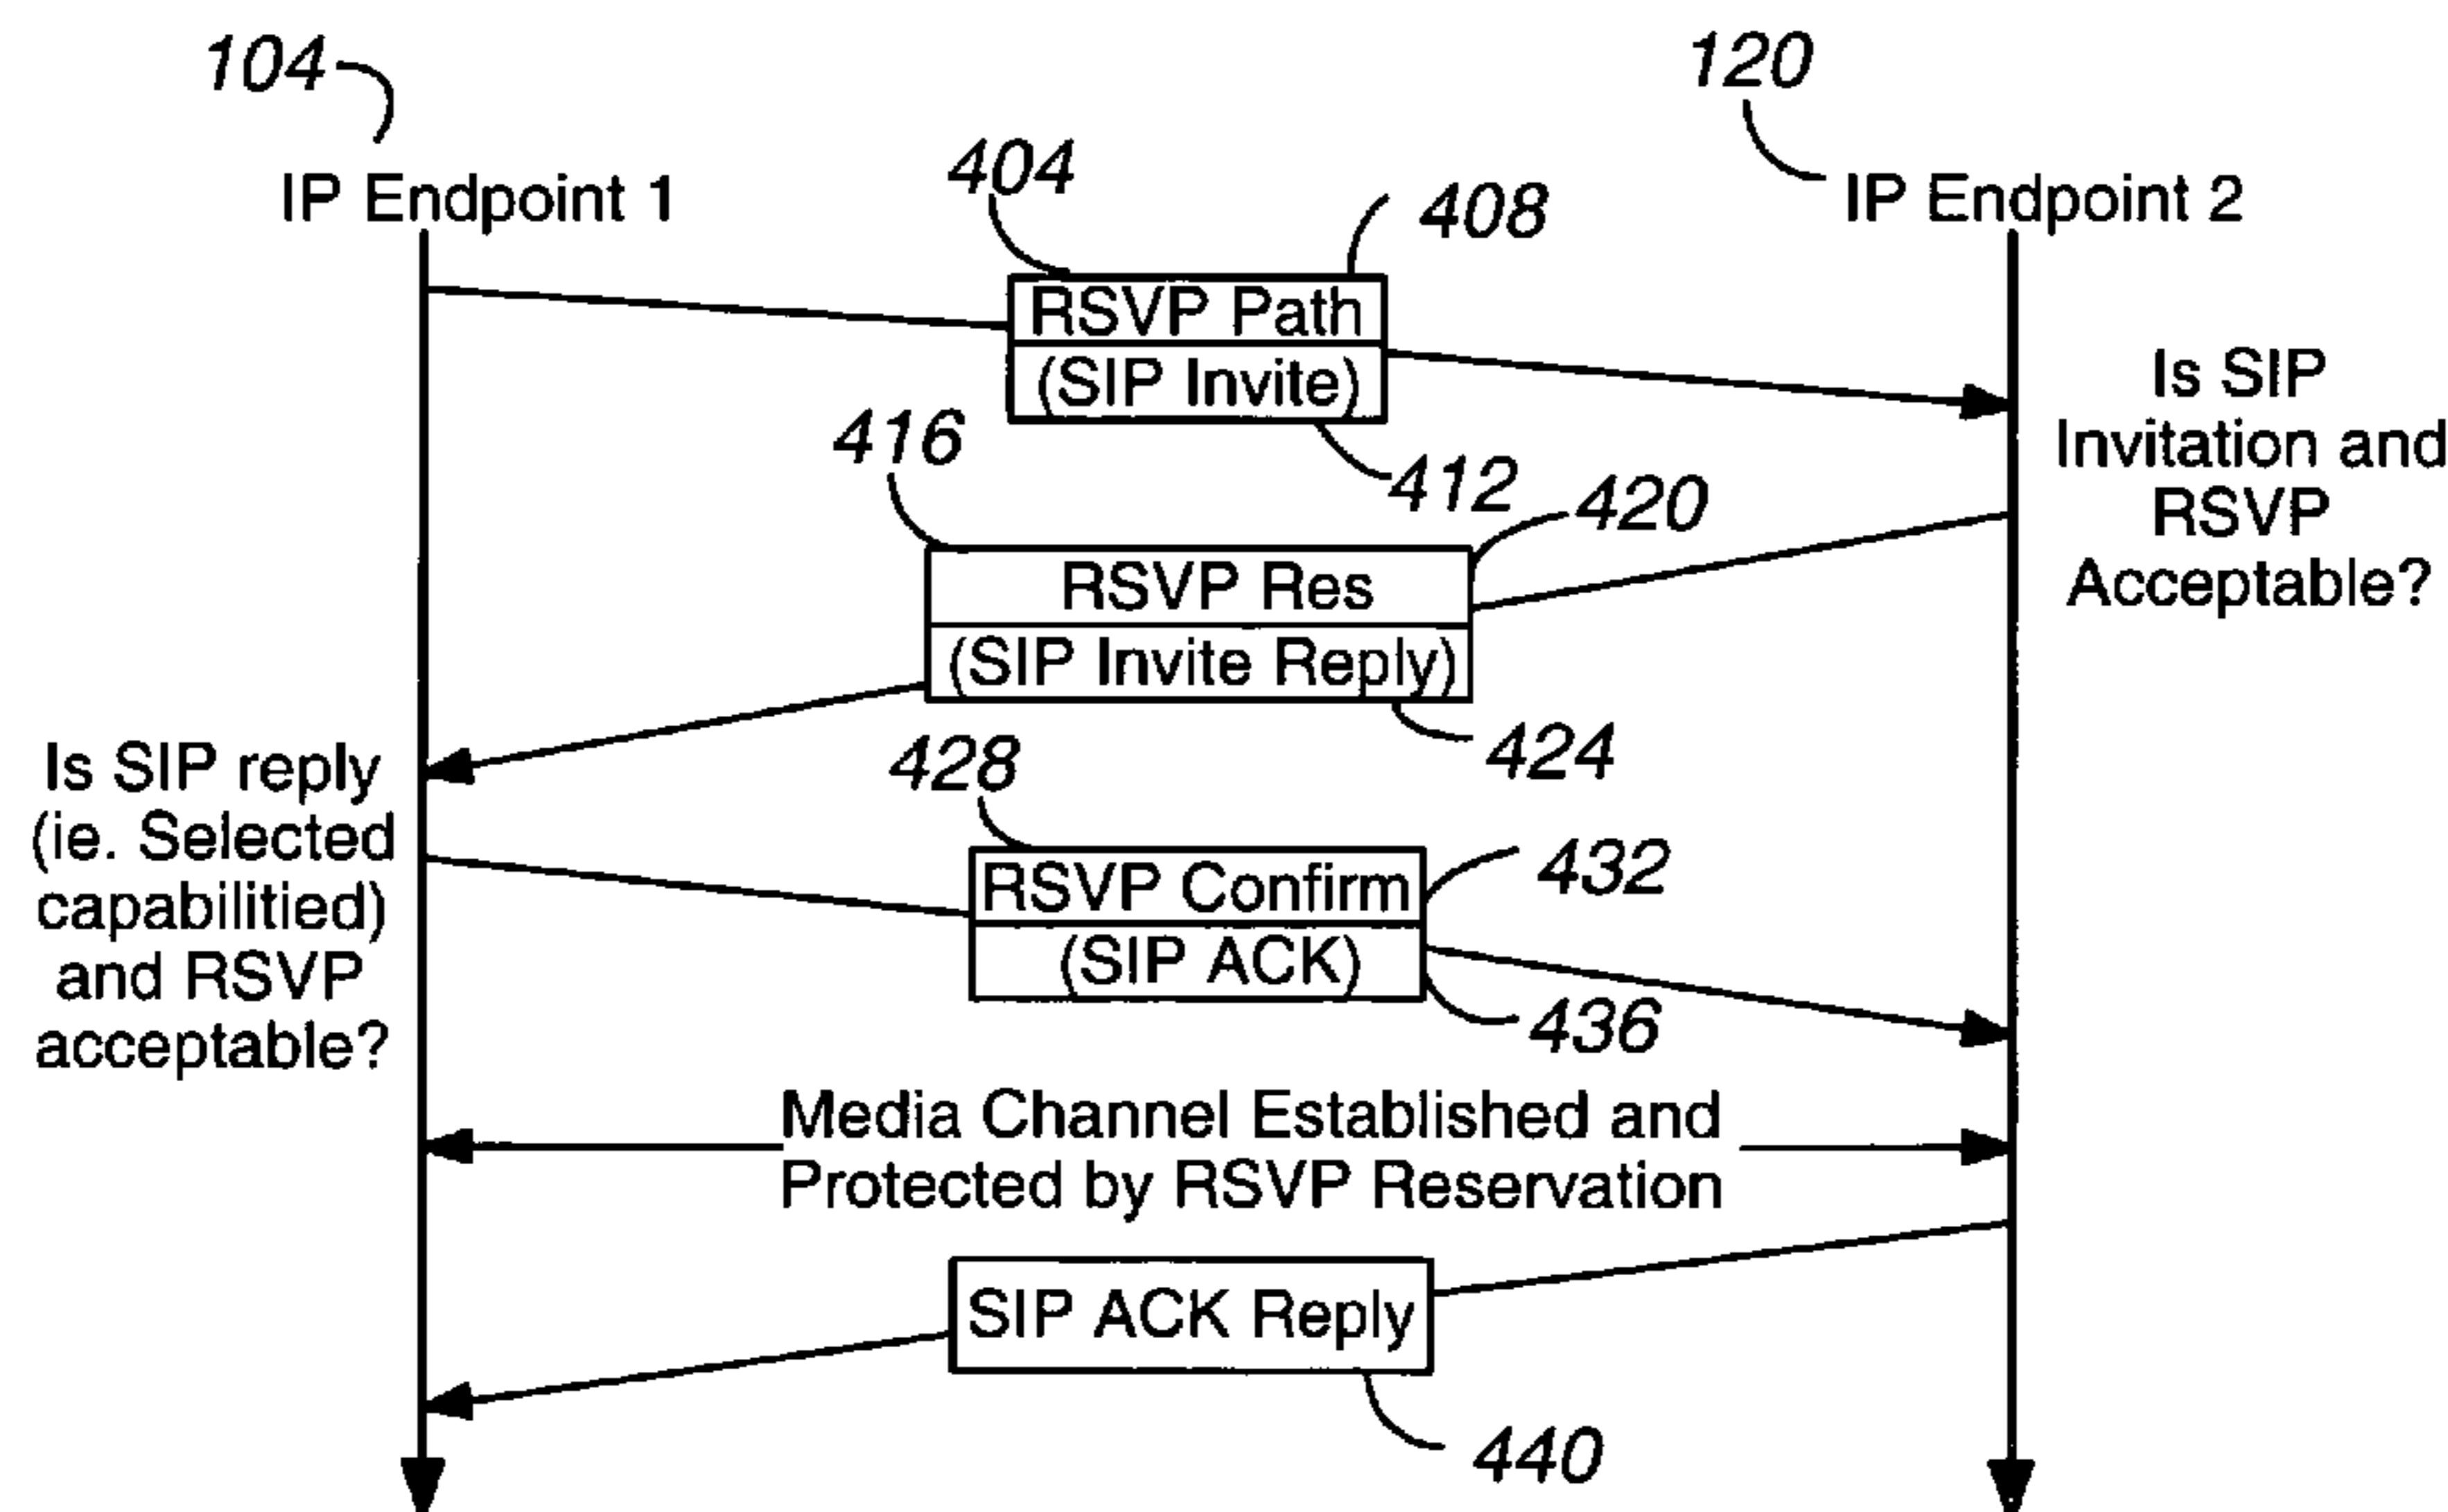 104
120
IP Endpoint 1
404
408
IP Endpoint 2
RSVP Path
(SIP Invite)
412
Is SIP
Invitation and
RSVP
Acceptable?
416
420
RSVP Res
(SIP Invite Reply)
424
Is SIP reply
(ie. Selected
capabilitied)
and RSVP
acceptable?
428
432
RSVP Confirm
(SIP ACK)
436
Media Channel Established and
Protected by RSVP Reservation
SIP ACK Reply
440